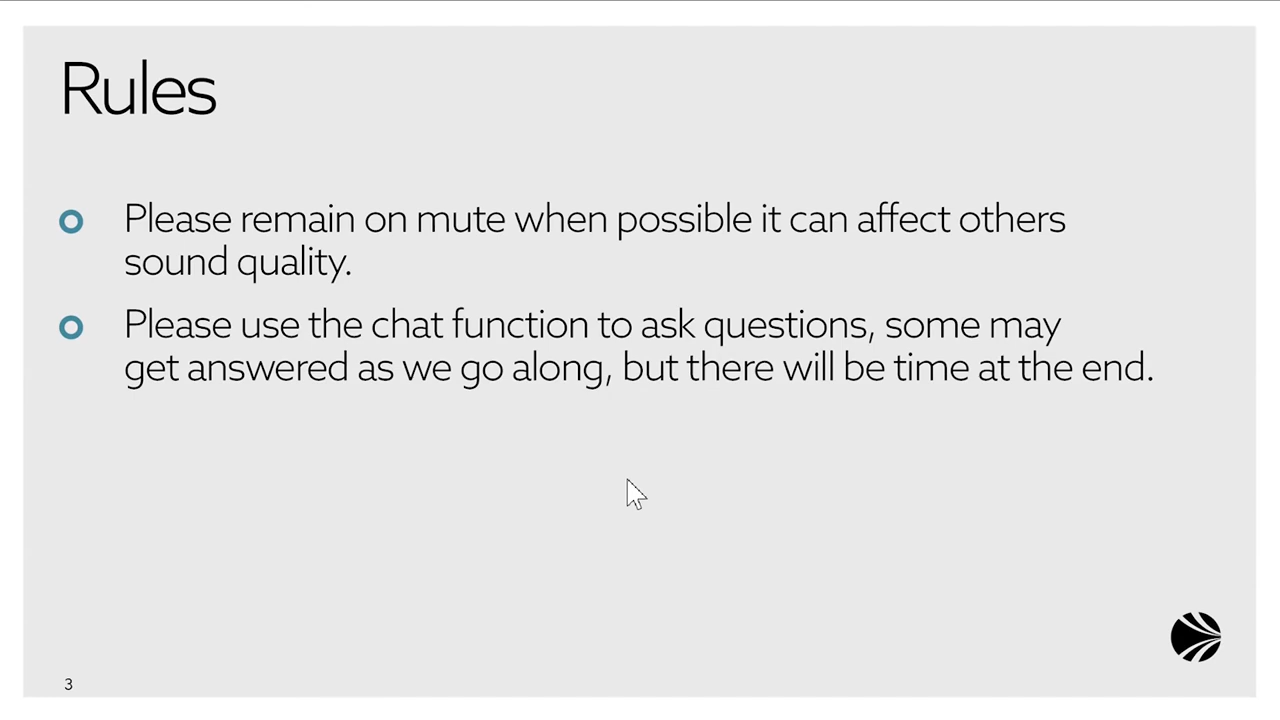 Rules
Please remain on mute when possible it can affect others
sound quality.
Please use the chat function to ask questions, some may
get answered as we go along, but there will be time at the end.
3